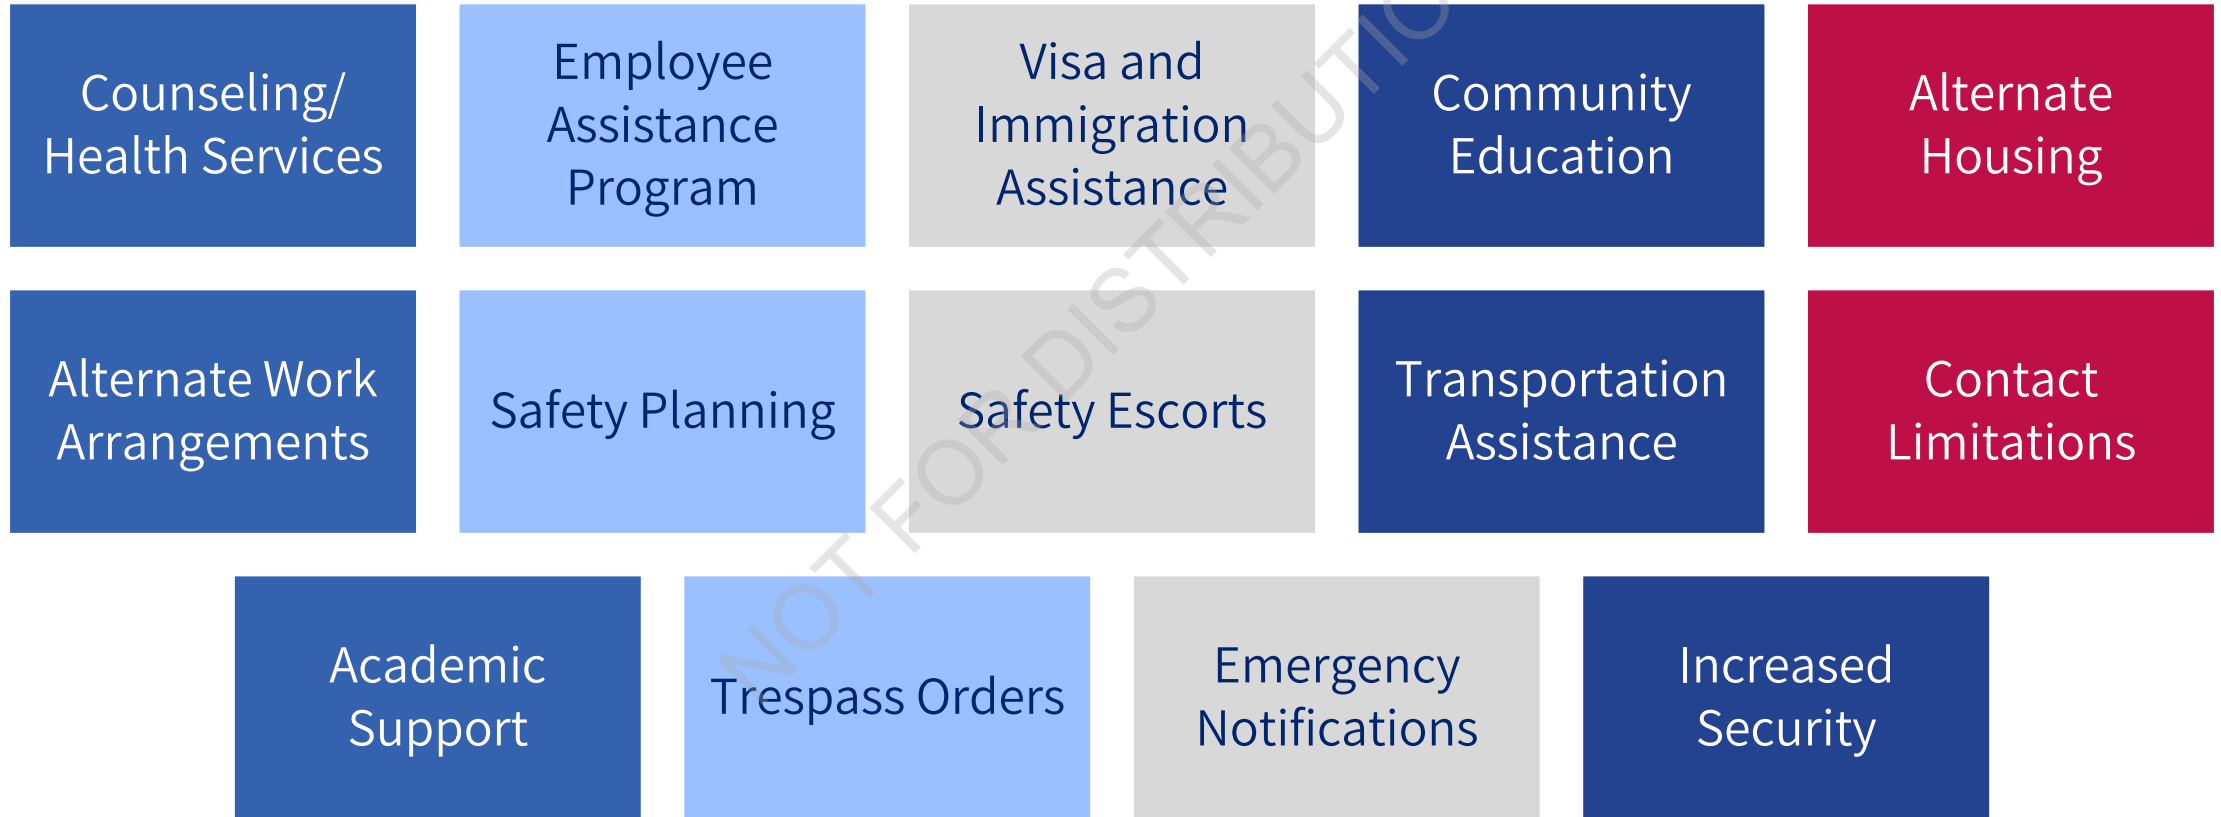 Counseling/
Health Services
Employee
Assistance
Program
Visa and
Immigration
Assistance
Community
Education
Alternate
Housing
Alternate Work
Arrangements
Safety Planning
Safety Escorts
Transportation
Assistance
Contact
Limitations
Academic
Support
Trespass Orders
Emergency
Notifications
Increased
Security
NOT FOR DISTRIBUTIO